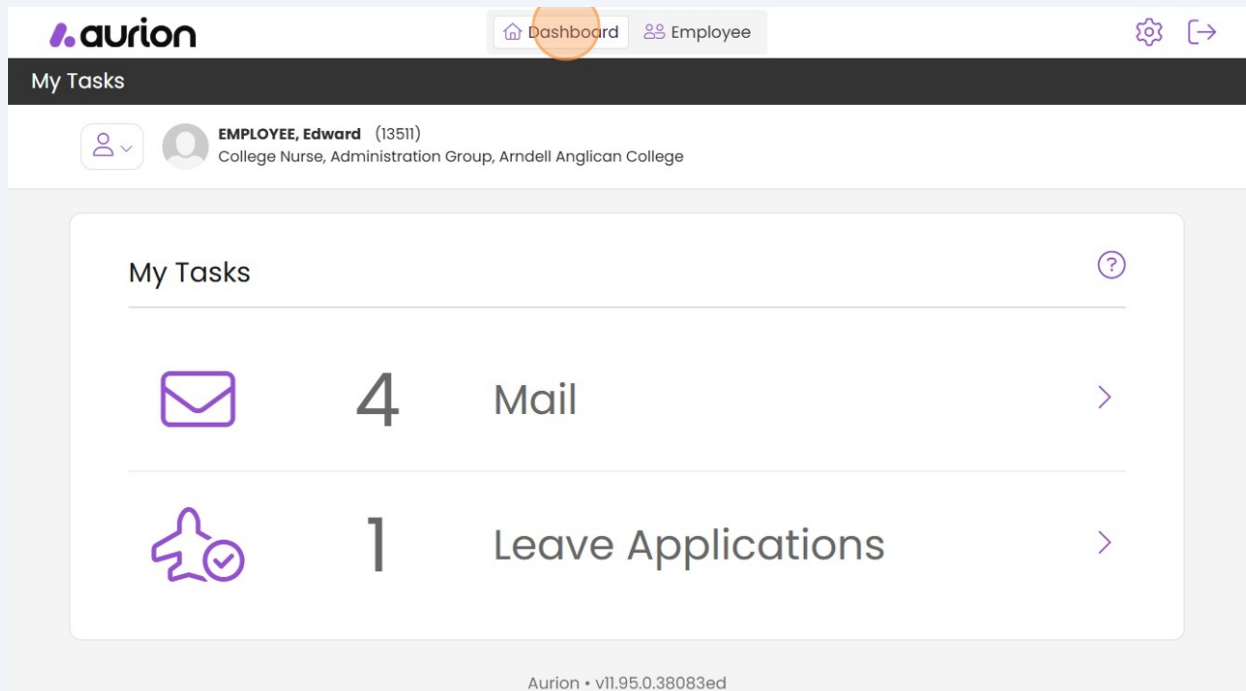 aurion
Dashboard
Employee
My Tasks
EMPLOYEE, Edward (13511)
College Nurse, Administration Group, Arndell Anglican College
My Tasks
?
4 Mail
1 Leave Applications
Aurion • v11.95.0.38083ed